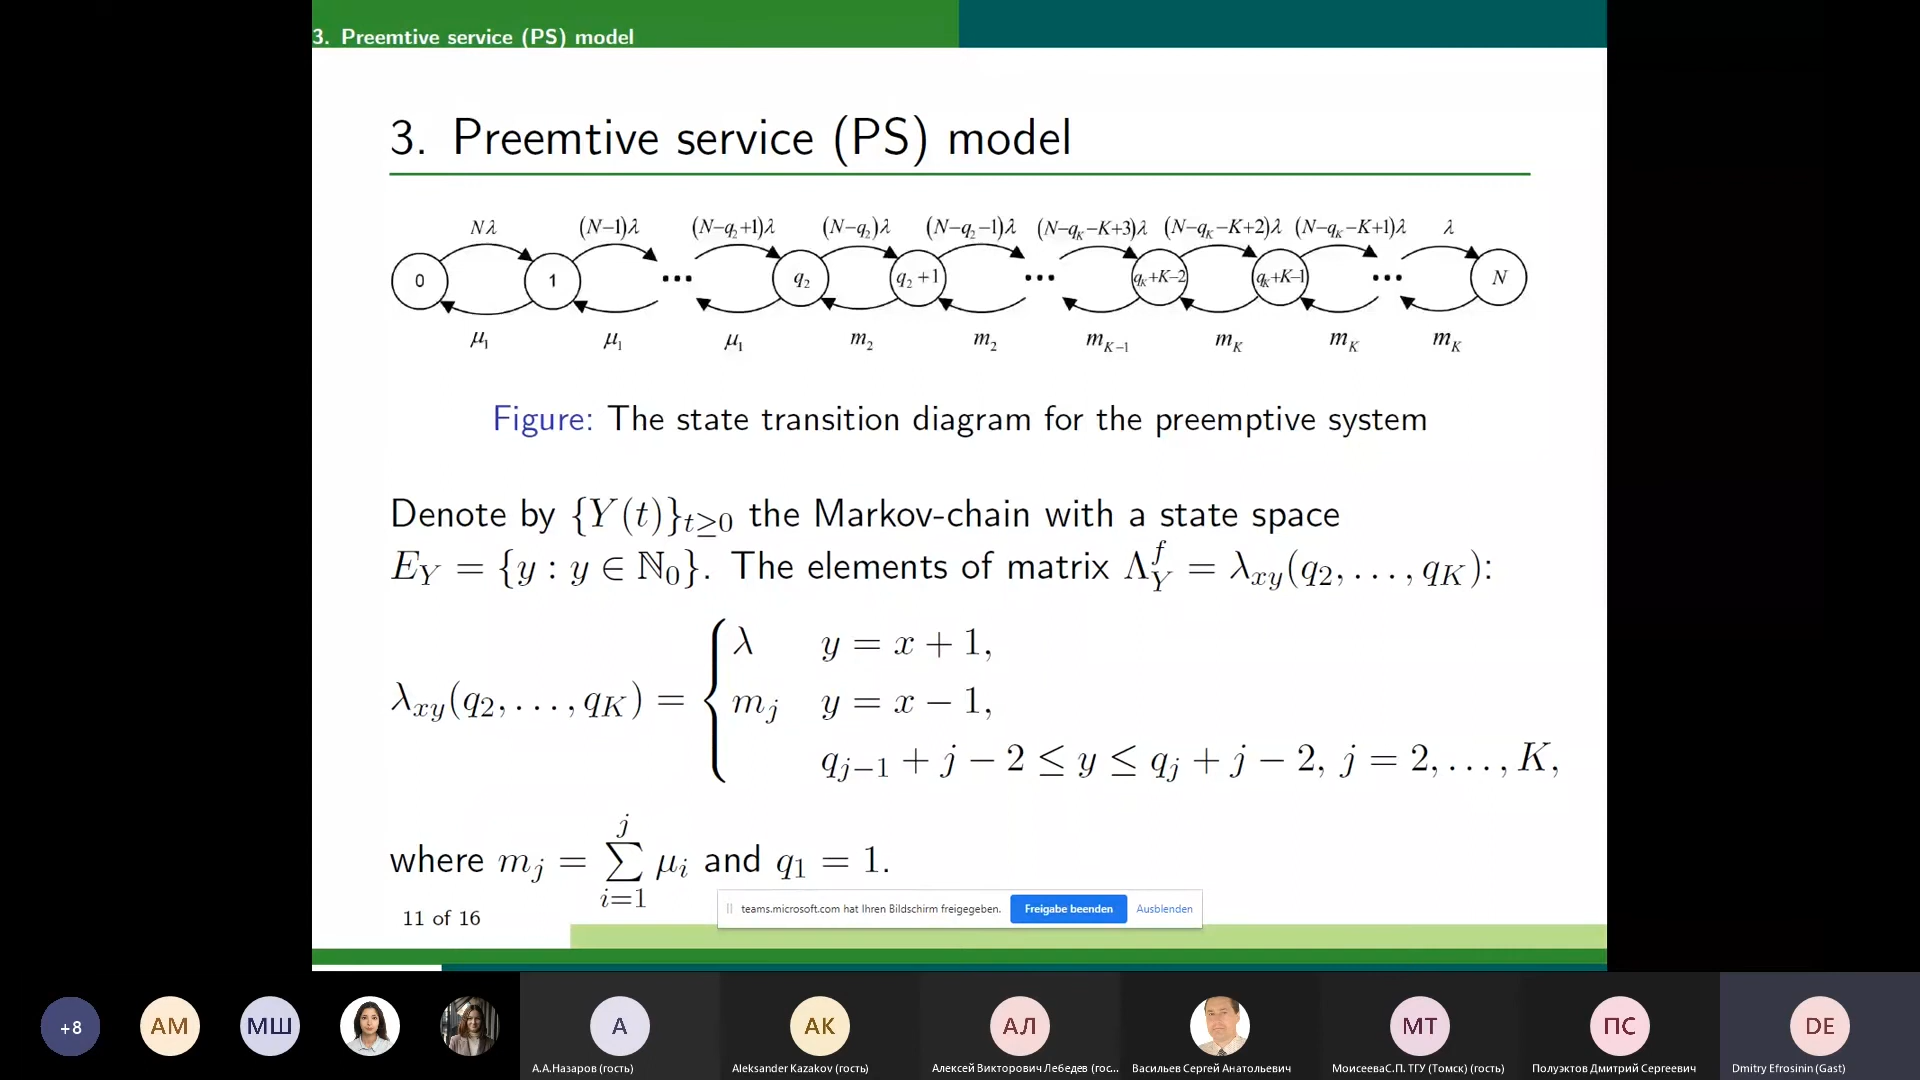 3. Preemtive service (PS) model
3. Preemtive service (PS) model
Nλ (N−1)λ (N−q₂+1)λ (N−q₂)λ (N−q₂−1)λ (N−q_K−K+3)λ (N−q_K−K+2)λ (N−q_K−K+1)λ λ
0 1 ... q₂ q₂+1 ... q_K+K−2 q_K+K−1 ... N
μ₁ μ₁ μ₁ m₂ m₂ m_{K−1} m_K m_K m_K
Figure: The state transition diagram for the preemptive system
Denote by {Y(t)}_{t≥0} the Markov-chain with a state space
E_Y = {y : y ∈ ℕ₀}. The elements of matrix Λ_Y^f = λ_{xy}(q₂, . . . , q_K):
λ_{xy}(q₂, . . . , q_K) = { λ y = x + 1,
m_j y = x − 1,
q_{j−1} + j − 2 ≤ y ≤ q_j + j − 2, j = 2, . . . , K,
where m_j = ∑_{i=1}^{j} μ_i and q₁ = 1.
teams.microsoft.com hat Ihren Bildschirm freigegeben. Freigabe beenden Ausblenden
11 of 16
+8 АМ МШ А АК АЛ МТ ПС DE
А.А.Назаров (гость) Aleksander Kazakov (гость) Алексей Викторович Лебедев (гос... Васильев Сергей Анатольевич МоисееваС.П. ТГУ (Томск) (гость) Полуэктов Дмитрий Сергеевич Dmitry Efrosinin (Gast)